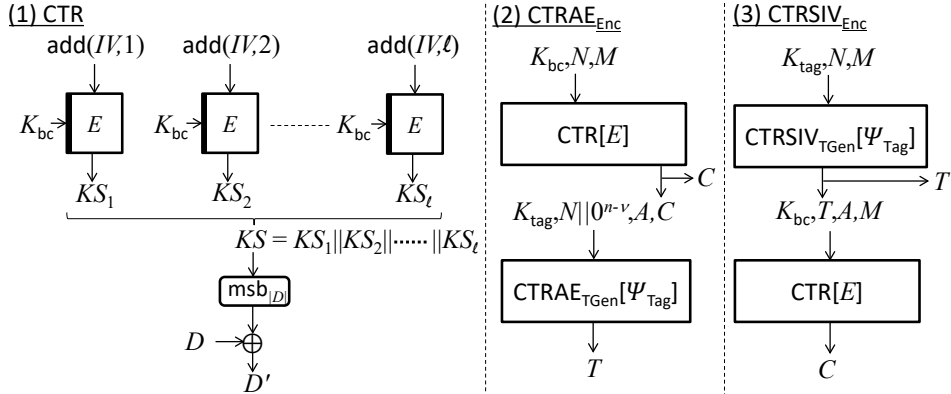 (1) CTR
add(IV,1) add(IV,2) add(IV,ℓ)
K_bc E K_bc E K_bc E
KS_1 KS_2 KS_ℓ
KS = KS_1||KS_2||······||KS_ℓ
msb_|D|
D
D′
(2) CTRAE_Enc
K_bc,N,M
CTR[E]
C
K_tag,N||0^{n-ν},A,C
CTRAE_TGen[Ψ_Tag]
T
(3) CTRSIV_Enc
K_tag,N,M
CTRSIV_TGen[Ψ_Tag]
T
K_bc,T,A,M
CTR[E]
C